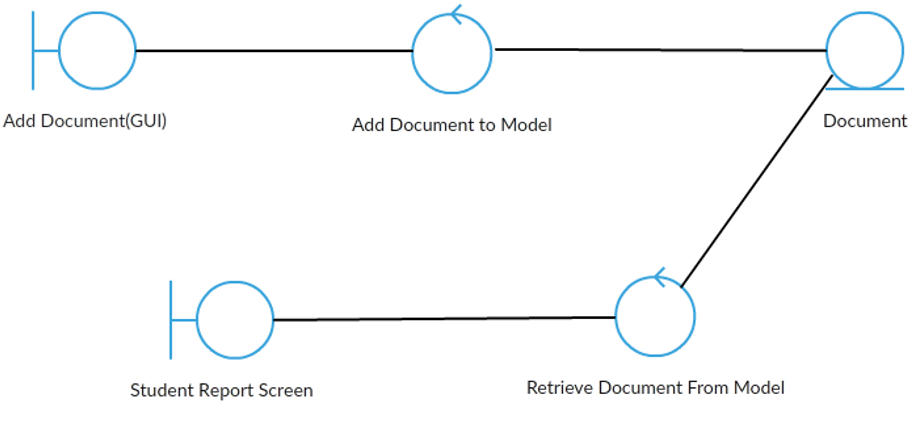 Add Document(GUI)
Add Document to Model
Document
Student Report Screen
Retrieve Document From Model